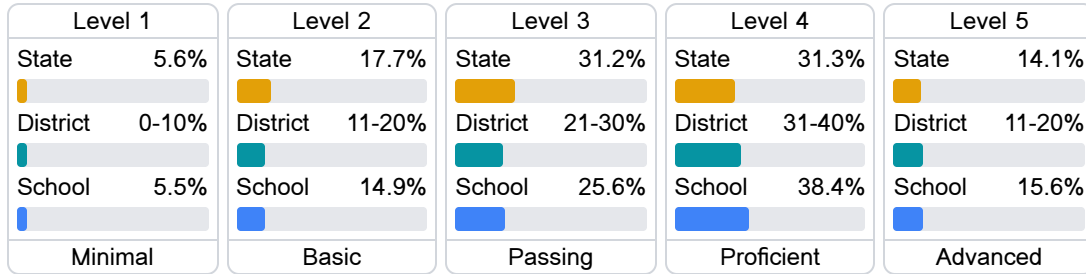 Level 1
State 5.6%
District 0-10%
School 5.5%
Minimal
Level 2
State 17.7%
District 11-20%
School 14.9%
Basic
Level 3
State 31.2%
District 21-30%
School 25.6%
Passing
Level 4
State 31.3%
District 31-40%
School 38.4%
Proficient
Level 5
State 14.1%
District 11-20%
School 15.6%
Advanced